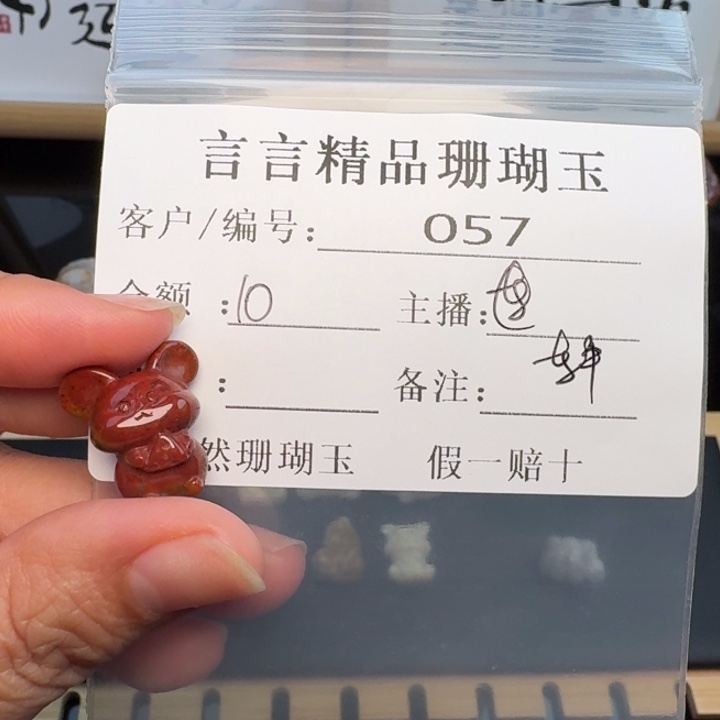 言言精品珊瑚玉
客户/编号: 057
金额 :10 主播:
: 备注:
然珊瑚玉 假一赔十